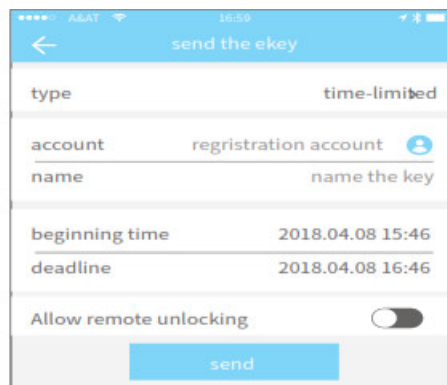 A&AT 16:59
send the ekey
type time-limited
account regristration account
name name the key
beginning time 2018.04.08 15:46
deadline 2018.04.08 16:46
Allow remote unlocking
send